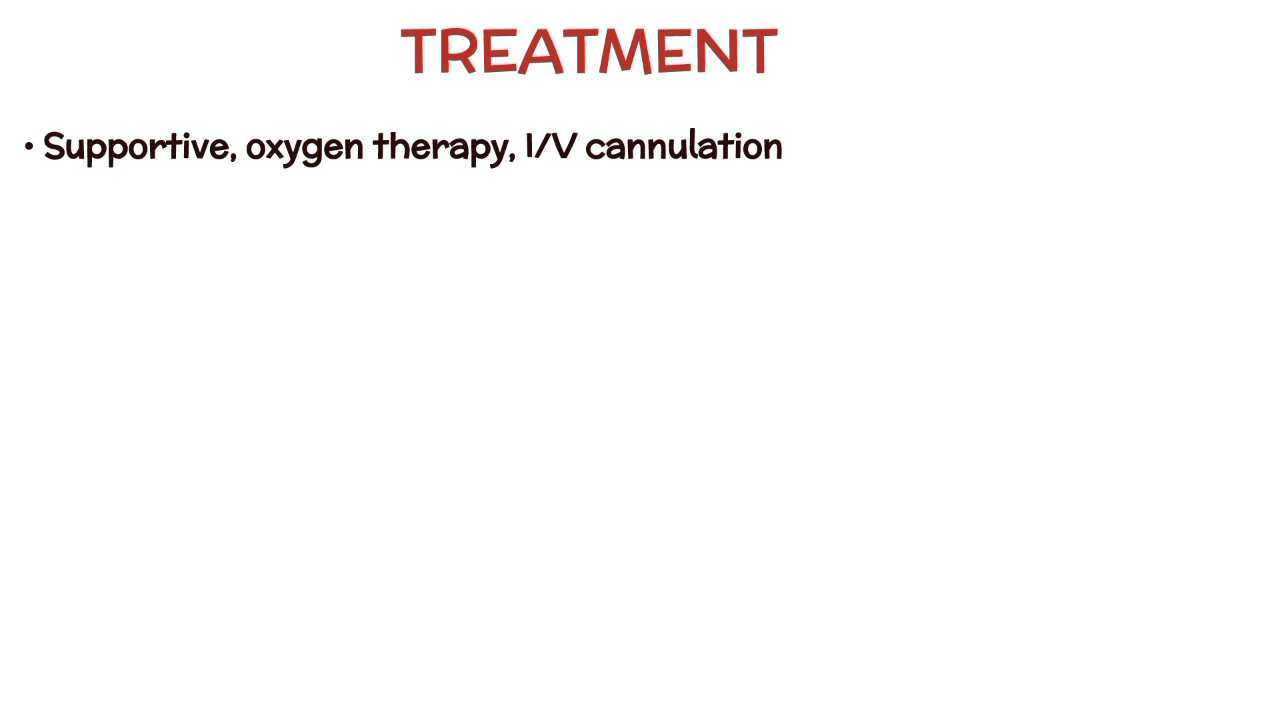 TREATMENT
• Supportive, oxygen therapy, I/V cannulation